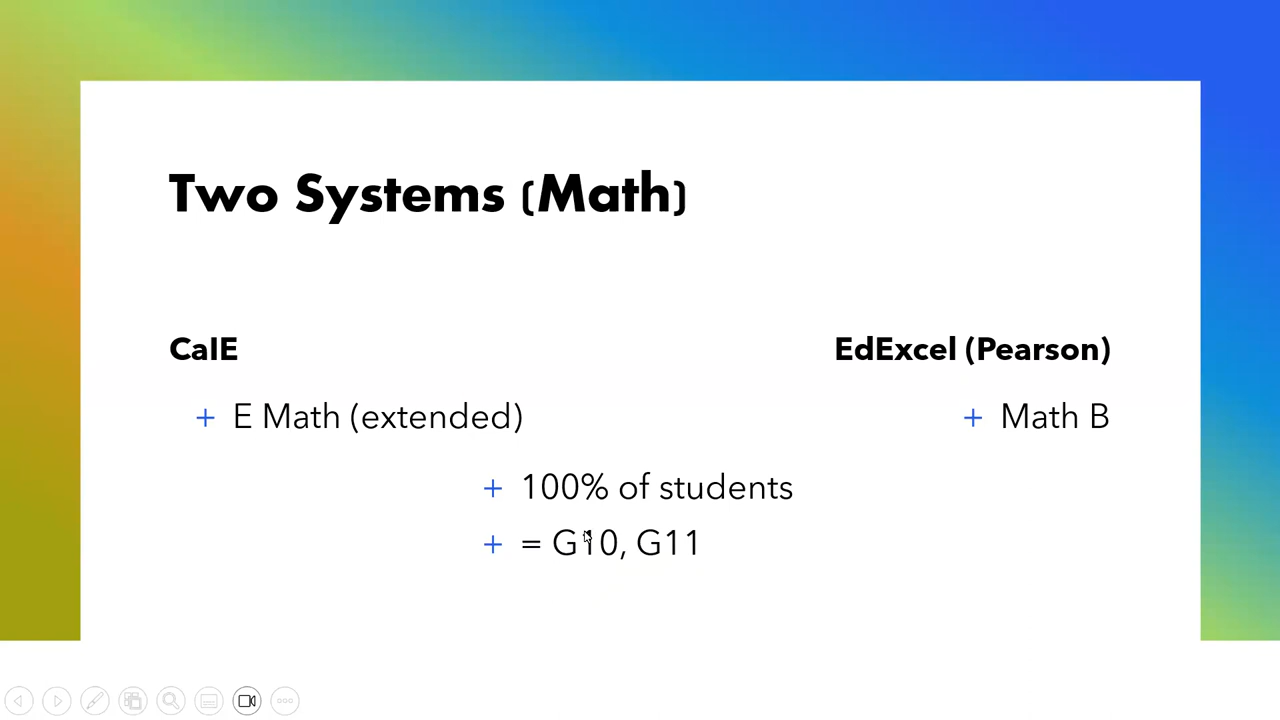 Two Systems (Math)
CaIE
EdExcel (Pearson)
+ E Math (extended)
+ Math B
+ 100% of students
+ = G10, G11